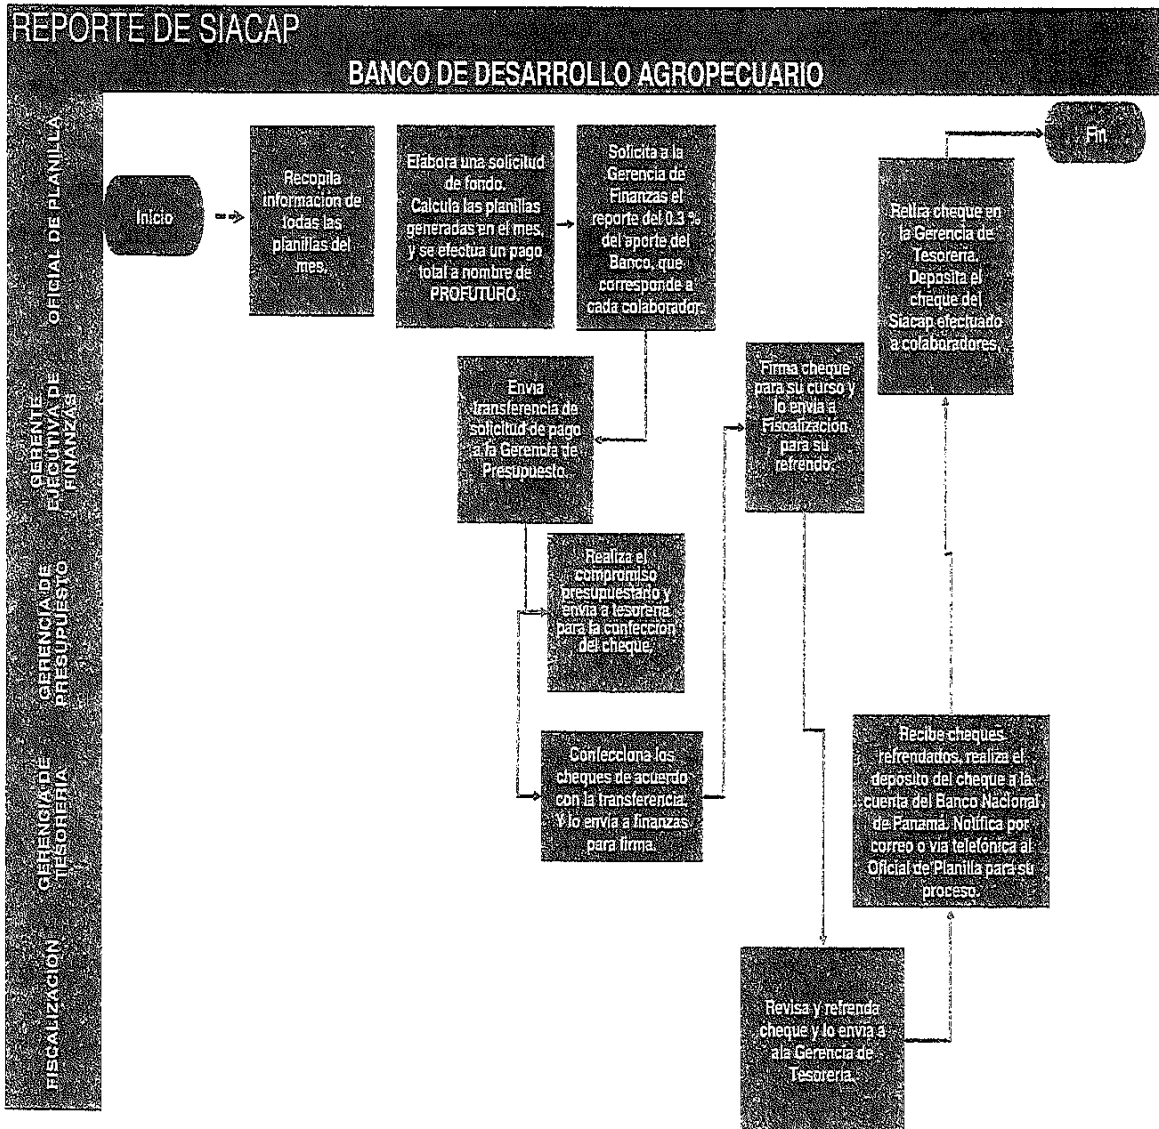 REPORTE DE SIACAP
BANCO DE DESARROLLO AGROPECUARIO
OFICIAL DE PLANILLA
Inicio
Recopila
información de
todas las
planillas del
mes.
Elabora una solicitud
de fondo.
Calcula las planillas
generadas en el mes,
y se efectua un pago
total a nombre de
PROFUTURO.
Solicita a la
Gerencia de
Finanzas el
reporte del 0.3 %
del aporte del
Banco, que
corresponde a
cada colaborador.
Retira cheque en
la Gerencia de
Tesorería.
Deposita el
cheque del
Siacap efectuado
a colaboradores.
Fin
GERENTE
EJECUTIVA DE
FINANZAS
Envia
transferencia de
solicitud de pago
a la Gerencia de
Presupuesto.
Firma cheque
para su curso y
lo envia a
Fiscalización
para su
refrendo.
GERENCIA DE
PRESUPUESTO
Realiza el
compromiso
presupuestario y
envia a tesoreria
para la confección
del cheque.
GERENCIA DE
TESORERÍA
Confecciona los
cheques de acuerdo
con la transferencia.
Y lo envia a finanzas
para firma.
Recibe cheques
refrendados, realiza el
depósito del cheque a la
cuenta del Banco Nacional
de Panamá. Notifica por
correo o vía telefónica al
Oficial de Planilla para su
proceso.
FISCALIZACIÓN
Revisa y refrenda
cheque y lo envia a
ala Gerencia de
Tesorería.